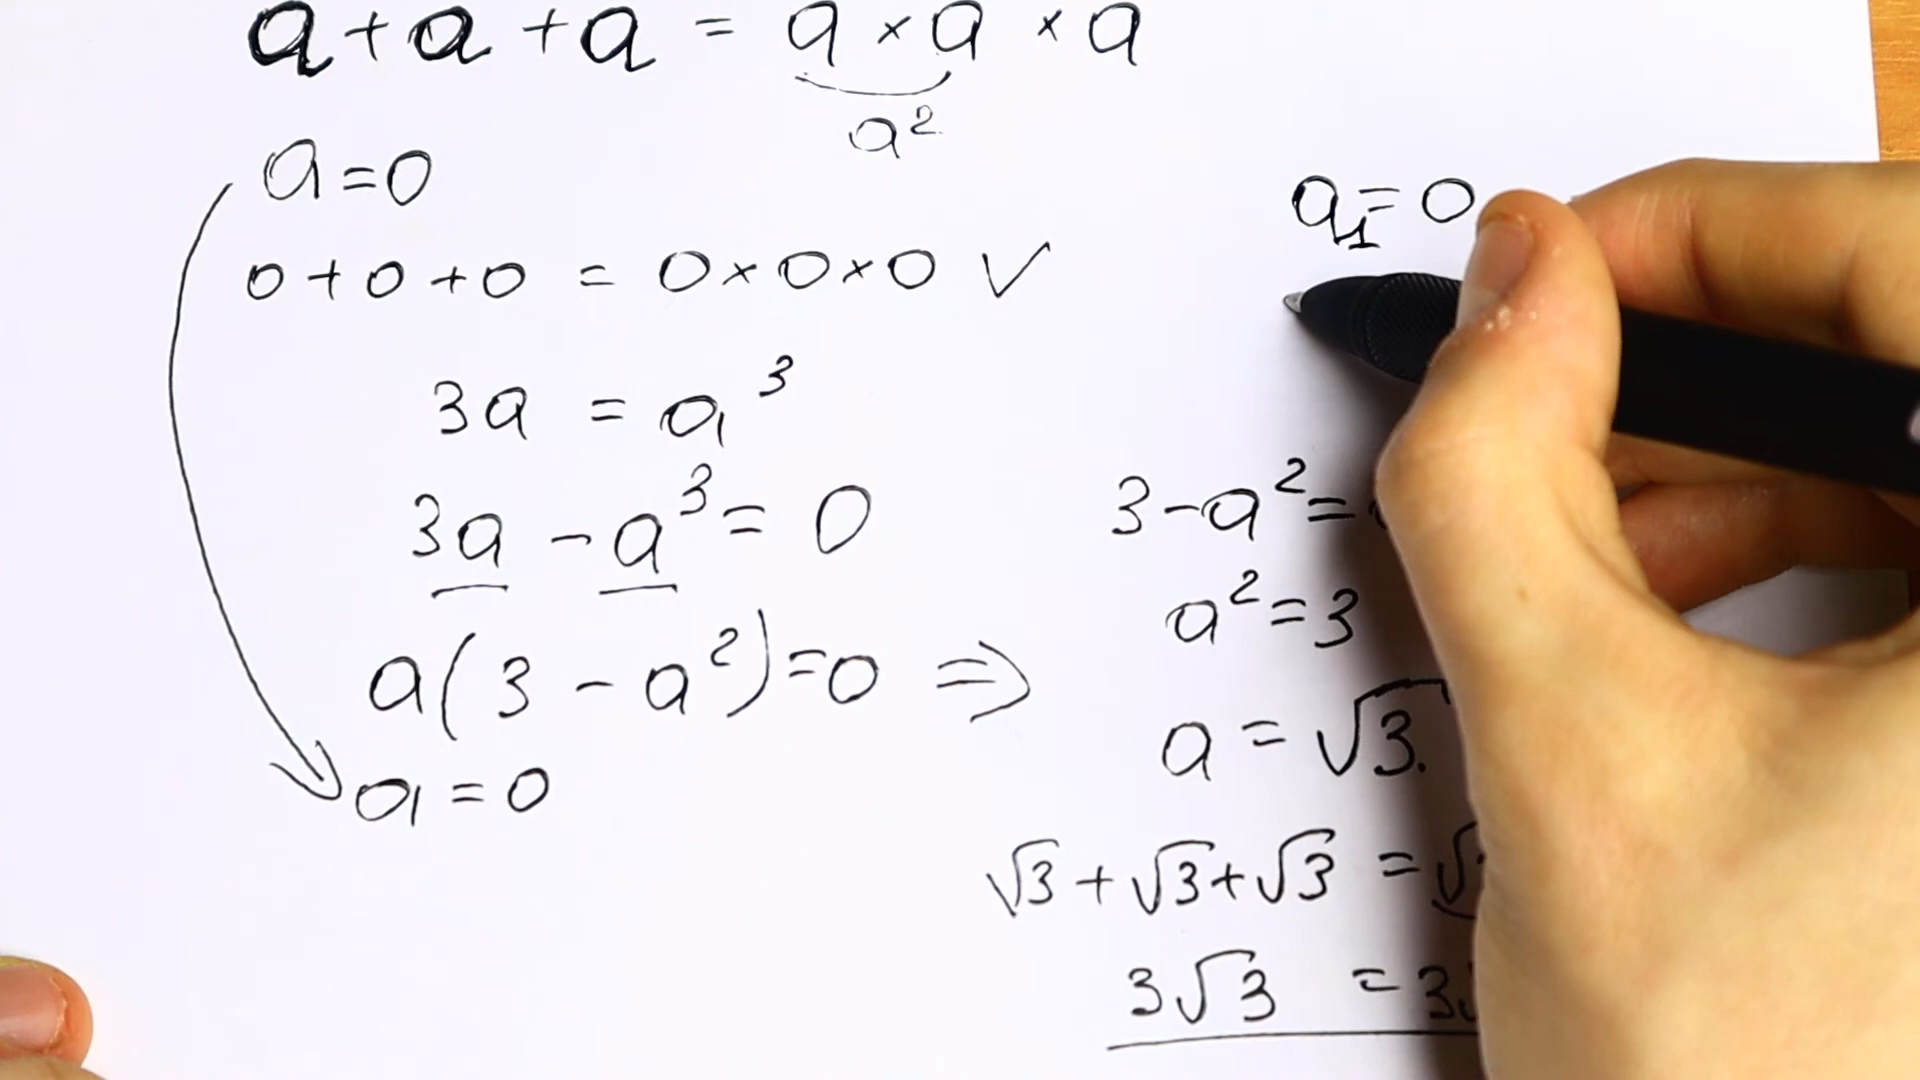 a + a + a = a × a × a
a²
a = 0
0 + 0 + 0 = 0 × 0 × 0 ✓
3a = a³
3a - a³ = 0
a(3 - a²) = 0 ⇒
a = 0
a₁ = 0
3 - a² =
a² = 3
a = √3.
√3 + √3 + √3 =
3√3 = 3